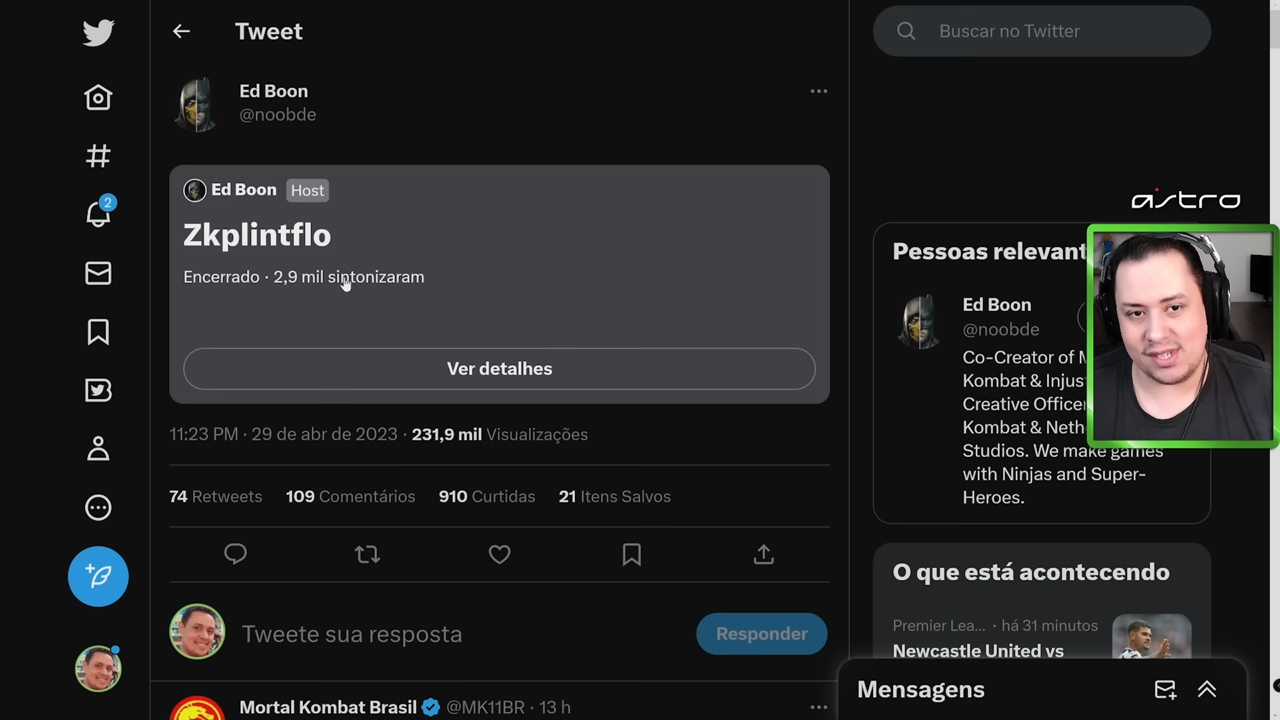 Tweet
Buscar no Twitter
Ed Boon
@noobde
Ed Boon Host
Zkplintflo
Encerrado · 2,9 mil sintonizaram
Ver detalhes
11:23 PM · 29 de abr de 2023 · 231,9 mil Visualizações
74 Retweets 109 Comentários 910 Curtidas 21 Itens Salvos
Tweete sua resposta
Responder
Mortal Kombat Brasil @MK11BR · 13 h
2
astro
Pessoas relevant
Ed Boon
@noobde
Co-Creator of M
Kombat & Injus
Creative Office
Kombat & Neth
Studios. We make games
with Ninjas and Super-
Heroes.
O que está acontecendo
Premier Lea... · há 31 minutos
Newcastle United vs
Mensagens